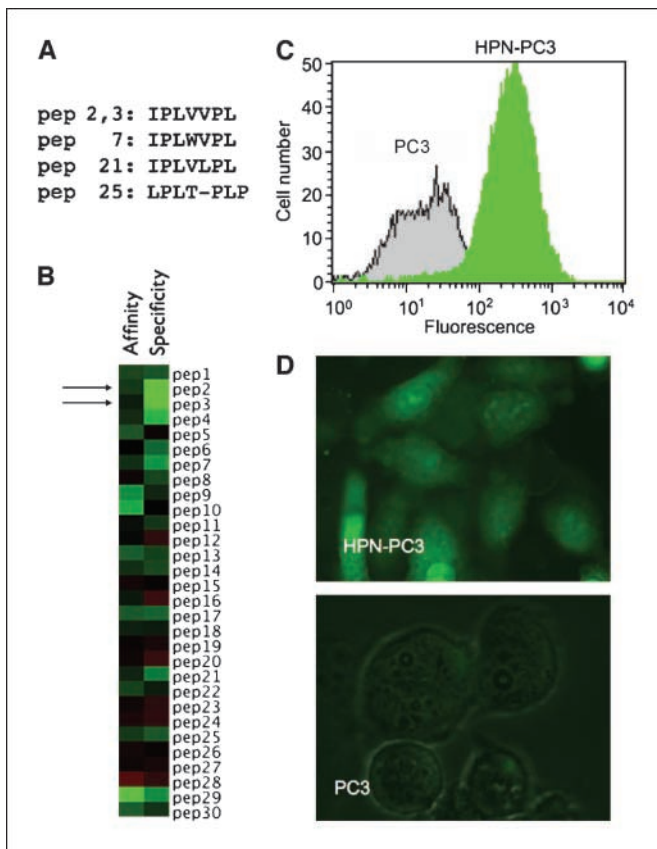 A
pep 2,3: IPLVVPL
pep 7: IPLWVPL
pep 21: IPLVLPL
pep 25: LPLT-PLP
B
Affinity
Specificity
pep1
pep2
pep3
pep4
pep5
pep6
pep7
pep8
pep9
pep10
pep11
pep12
pep13
pep14
pep15
pep16
pep17
pep18
pep19
pep20
pep21
pep22
pep23
pep24
pep25
pep26
pep27
pep28
pep29
pep30
C
HPN-PC3
PC3
Cell number
50
40
30
20
10
0
10⁰ 10¹ 10² 10³ 10⁴
Fluorescence
D
HPN-PC3
PC3